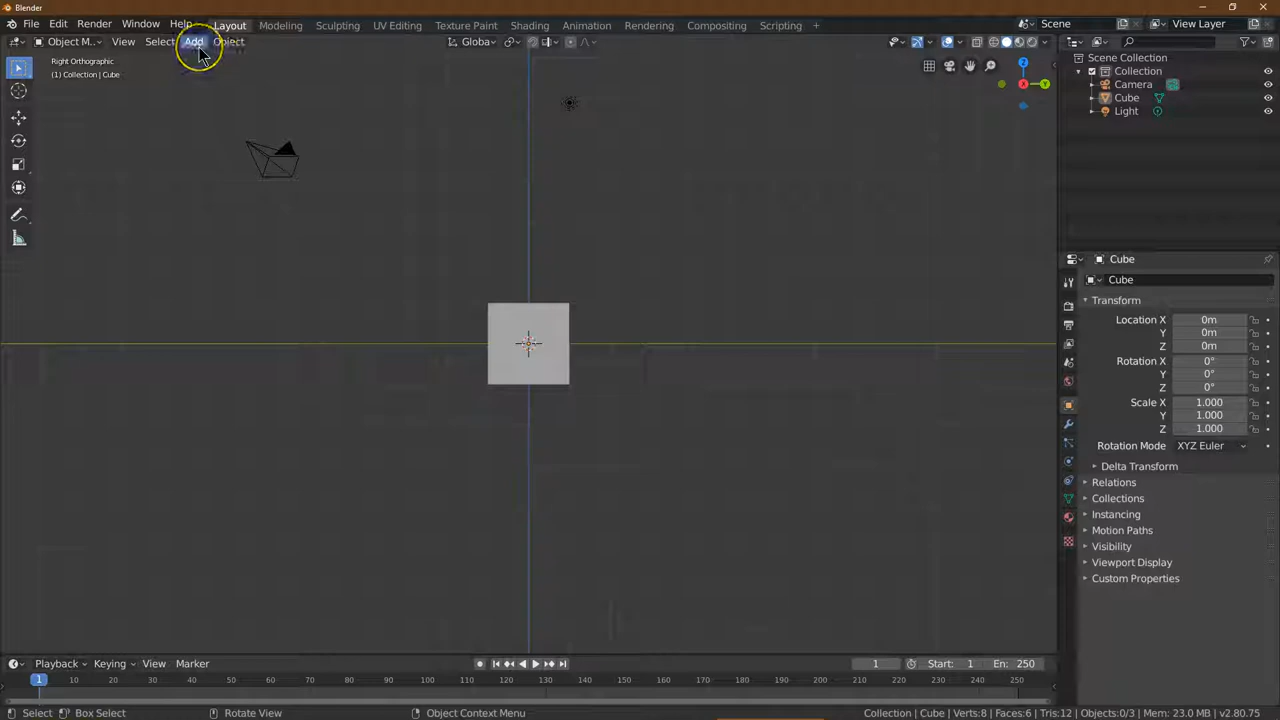 Blender
File Edit Render Window Help Layout Modeling Sculpting UV Editing Texture Paint Shading Animation Rendering Compositing Scripting + Scene View Layer
Object M.. View Select Add Object Globa
Right Orthographic
(1) Collection | Cube
Z
X
Y
Scene Collection
Collection
Camera
Cube
Light
Cube
Cube
Transform
Location X 0m
Y 0m
Z 0m
Rotation X 0°
Y 0°
Z 0°
Scale X 1.000
Y 1.000
Z 1.000
Rotation Mode XYZ Euler
Delta Transform
Relations
Collections
Instancing
Motion Paths
Visibility
Viewport Display
Custom Properties
Playback Keying View Marker 1 Start: 1 En: 250
1 10 20 30 40 50 60 70 80 90 100 110 120 130 140 150 160 170 180 190 200 210 220 230 240 250
Select Box Select Rotate View Object Context Menu Collection | Cube | Verts:8 | Faces:6 | Tris:12 | Objects:0/3 | Mem: 23.0 MB | v2.80.75